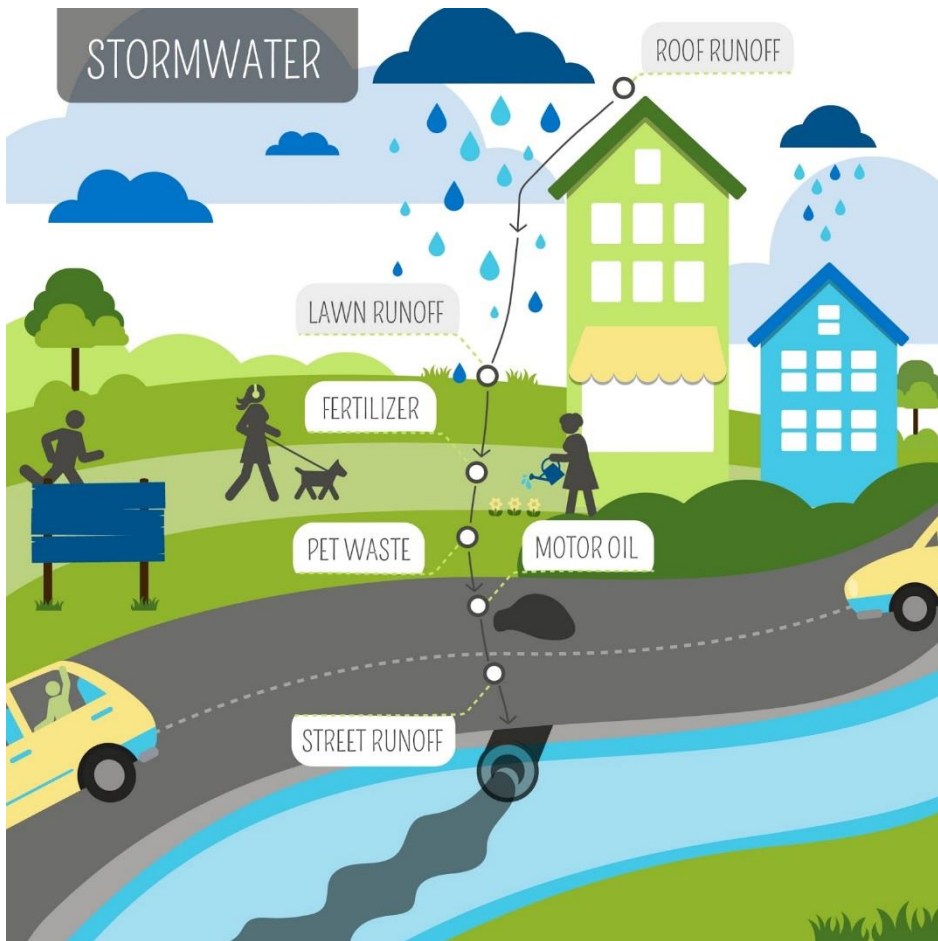 STORMWATER
ROOF RUNOFF
LAWN RUNOFF
FERTILIZER
PET WASTE
MOTOR OIL
STREET RUNOFF